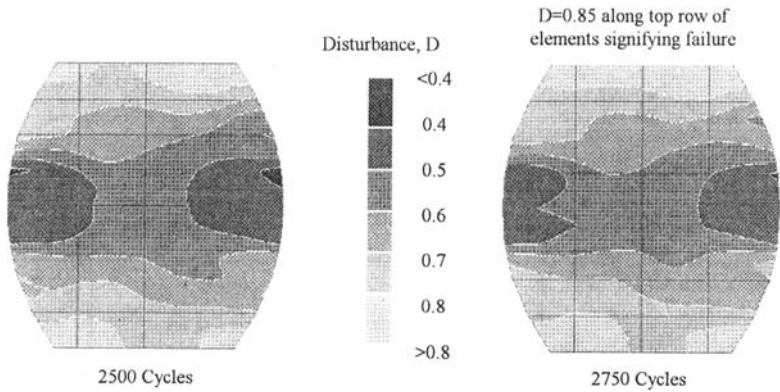 D=0.85 along top row of
elements signifying failure
Disturbance, D
<0.4
0.4
0.5
0.6
0.7
0.8
>0.8
2500 Cycles
2750 Cycles